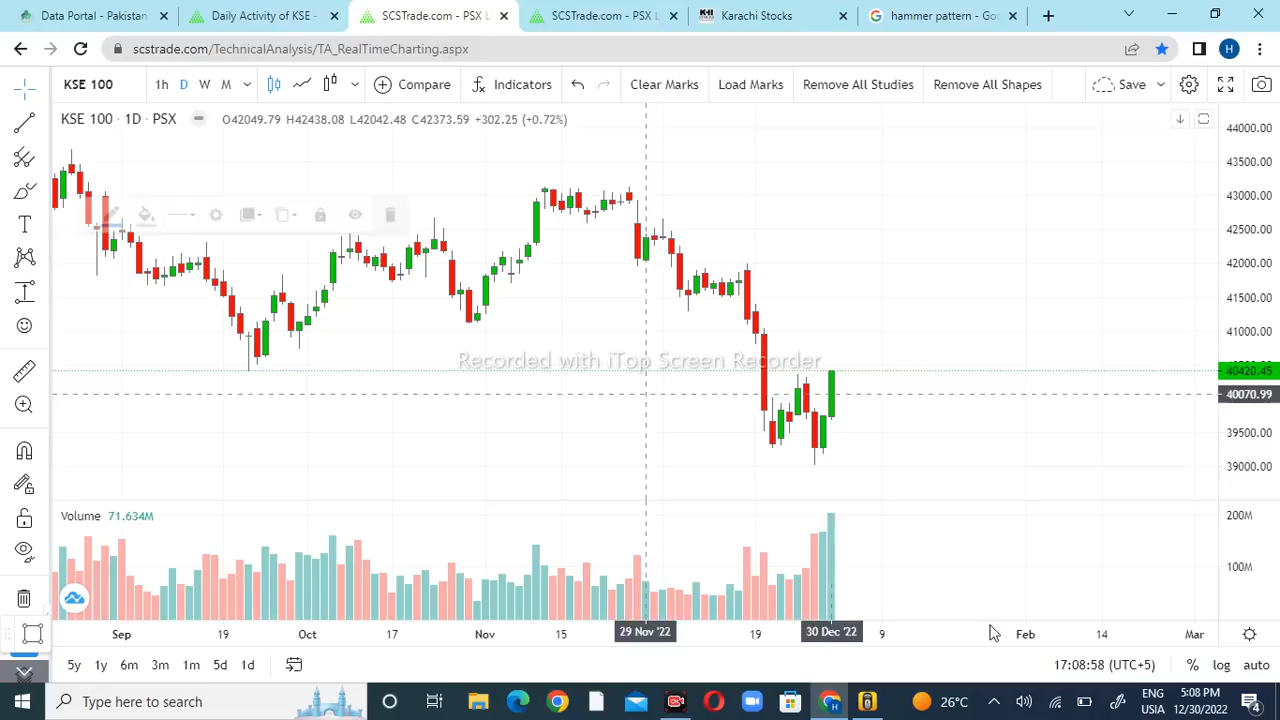 Data Portal - Pakistan
Daily Activity of KSE -
SCSTrade.com - PSX L
SCSTrade.com - PSX L
KII Karachi Stocks
G hammer pattern - Goo
scstrade.com/TechnicalAnalysis/TA_RealTimeCharting.aspx
H
KSE 100 1h D W M Compare Indicators Clear Marks Load Marks Remove All Studies Remove All Shapes Save
KSE 100 · 1D · PSX O42049.79 H42438.08 L42042.48 C42373.59 +302.25 (+0.72%)
44000.00
43500.00
43000.00
42500.00
42000.00
41500.00
41000.00
Recorded with iTop Screen Recorder
40420.45
40070.99
39500.00
39000.00
Volume 71.634M
200M
100M
Sep 19 Oct 17 Nov 15 29 Nov '22 19 30 Dec '22 9 Feb 14 Mar
5y 1y 6m 3m 1m 5d 1d 17:08:58 (UTC+5) % log auto
Type here to search
26°C
ENG
USIA
5:08 PM
12/30/2022
4